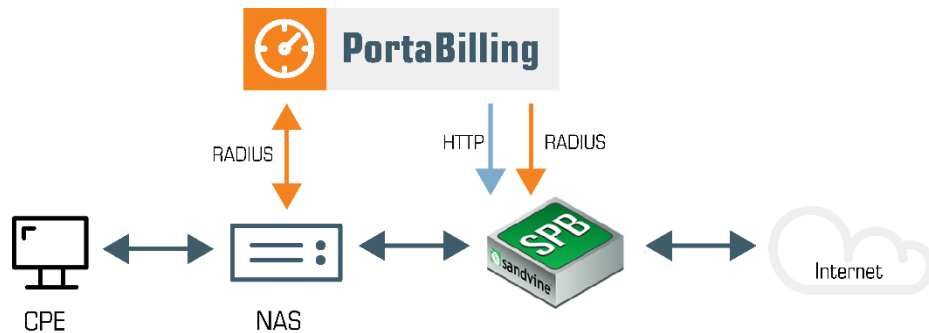 PortaBilling
RADIUS
HTTP
RADIUS
SPB
sandvine
Internet
CPE
NAS